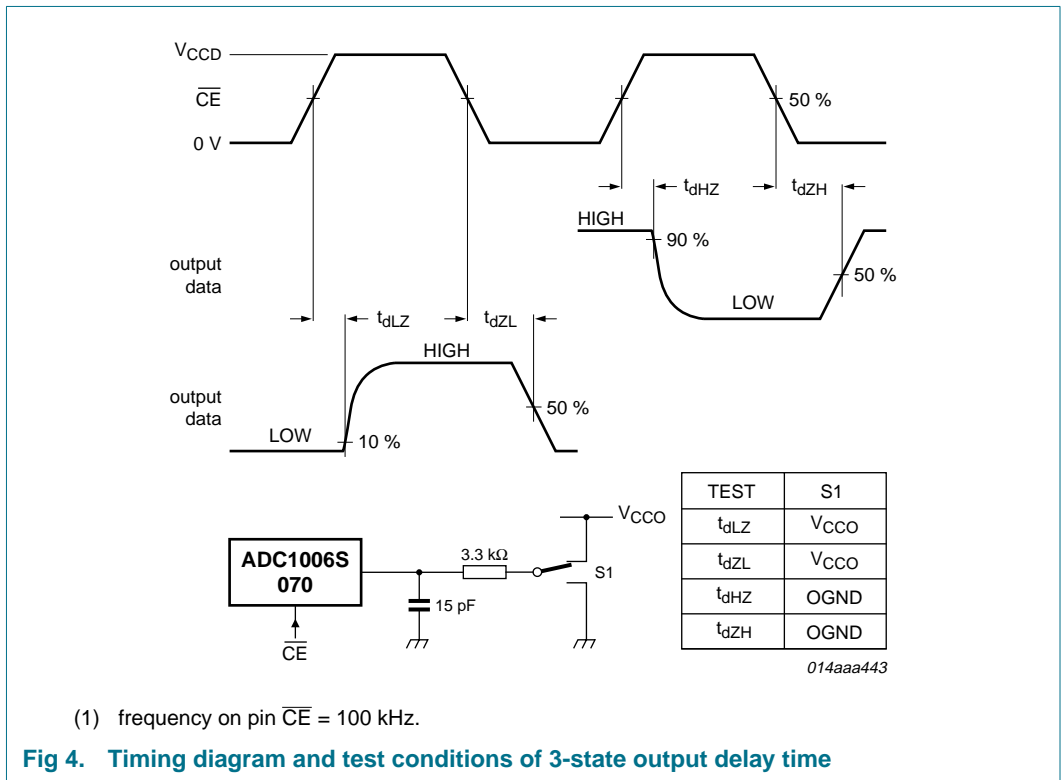 VCCD
CE
0 V
50 %
tdHZ
tdZH
HIGH
90 %
50 %
LOW
output
data
tdLZ
tdZL
HIGH
output
data
50 %
LOW
10 %
VCCO
3.3 kΩ
S1
ADC1006S
070
15 pF
CE
TEST S1
tdLZ VCCO
tdZL VCCO
tdHZ OGND
tdZH OGND
014aaa443
(1) frequency on pin CE = 100 kHz.
Fig 4. Timing diagram and test conditions of 3-state output delay time